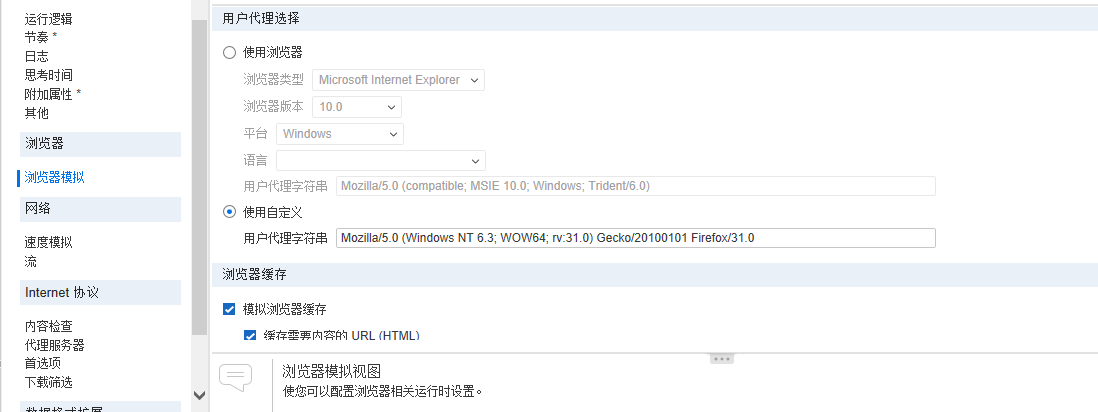 运行逻辑
节奏 *
日志
思考时间
附加属性 *
其他
浏览器
浏览器模拟
网络
速度模拟
流
Internet 协议
内容检查
代理服务器
首选项
下载筛选
数据格式扩展
用户代理选择
使用浏览器
浏览器类型 Microsoft Internet Explorer
浏览器版本 10.0
平台 Windows
语言
用户代理字符串 Mozilla/5.0 (compatible; MSIE 10.0; Windows; Trident/6.0)
使用自定义
用户代理字符串 Mozilla/5.0 (Windows NT 6.3; WOW64; rv:31.0) Gecko/20100101 Firefox/31.0
浏览器缓存
模拟浏览器缓存
缓存需要内容的 URL (HTML)
浏览器模拟视图
使您可以配置浏览器相关运行时设置。